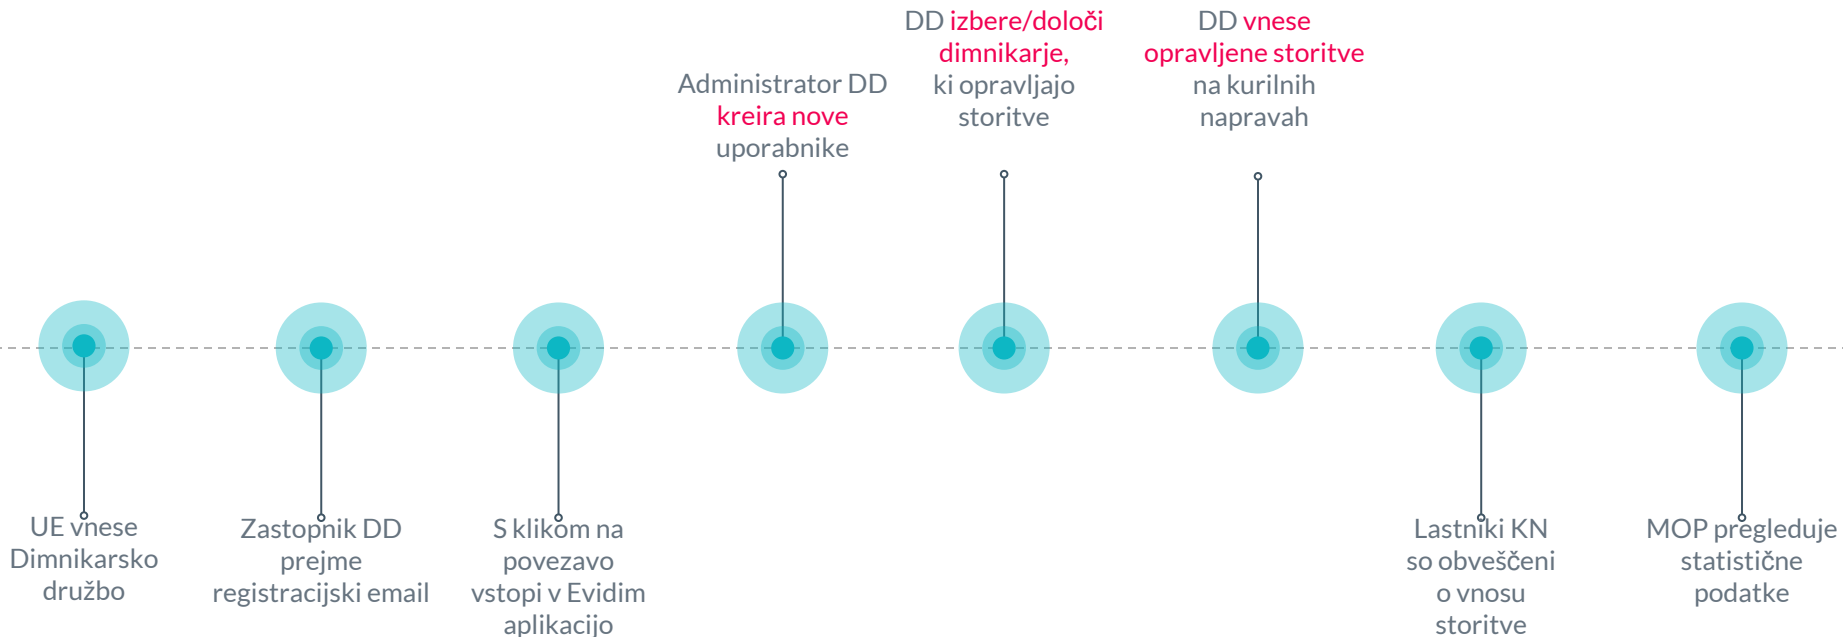 UE vnese
Dimnikarsko
družbo
Zastopnik DD
prejme
registracijski email
S klikom na
povezavo
vstopi v Evidim
aplikacijo
Administrator DD
kreira nove
uporabnike
DD izbere/določi
dimnikarje,
ki opravljajo
storitve
DD vnese
opravljene storitve
na kurilnih
napravah
Lastniki KN
so obveščeni
o vnosu
storitve
MOP pregleduje
statistične
podatke